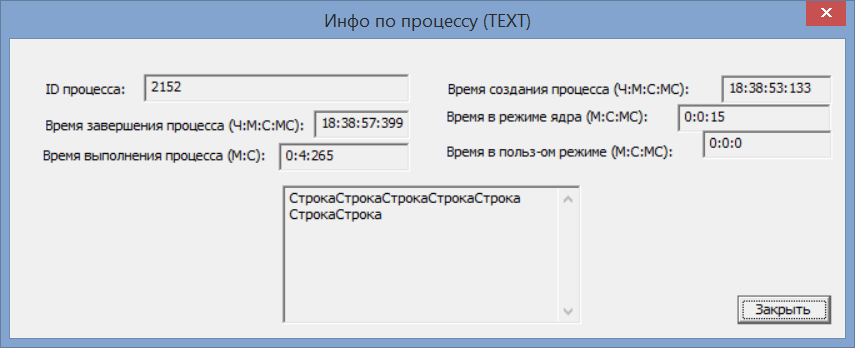 Инфо по процессу (TEXT)
ID процесса: 2152
Время создания процесса (Ч:М:С:МС): 18:38:53:133
Время завершения процесса (Ч:М:С:МС): 18:38:57:399
Время в режиме ядра (М:С:МС): 0:0:15
Время выполнения процесса (М:С): 0:4:265
Время в польз-ом режиме (М:С:МС): 0:0:0
СтрокаСтрокаСтрокаСтрокаСтрока
СтрокаСтрока
Закрыть